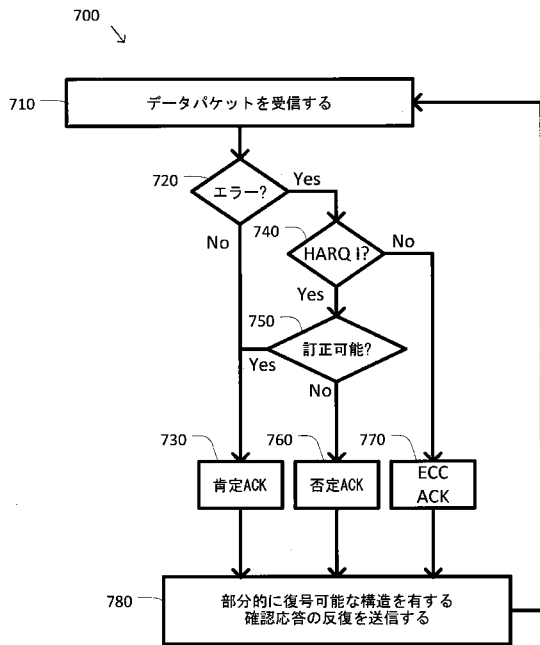 700
710
データパケットを受信する
720
エラー?
Yes
No
740
HARQ I?
No
Yes
750
訂正可能?
Yes
No
730
肯定ACK
760
否定ACK
770
ECC
ACK
780
部分的に復号可能な構造を有する
確認応答の反復を送信する